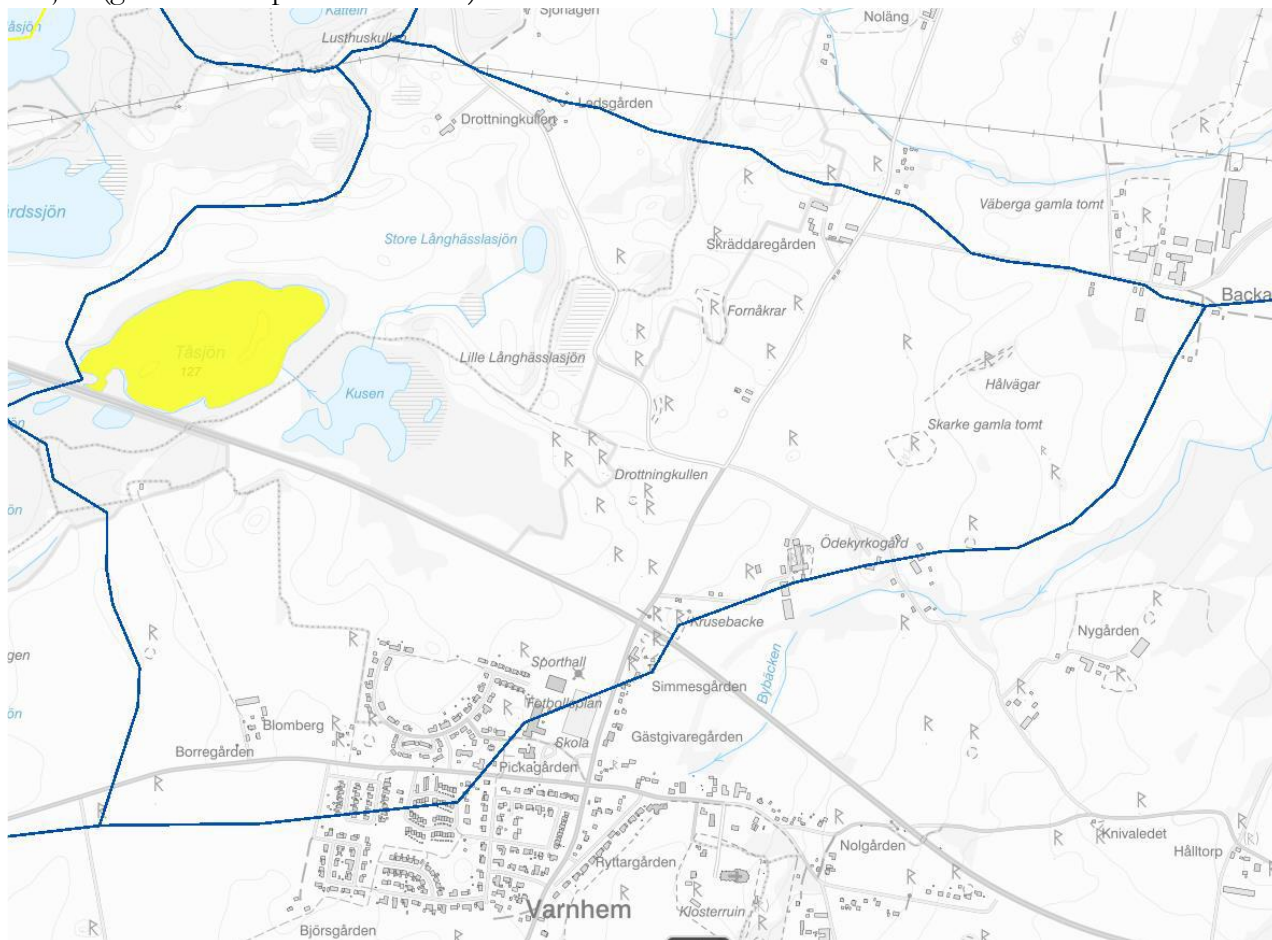 Sjöhagen
Lusthuskullen
Noläng
Ledsgården
Drottningkullen
Väberga gamla tomt
Store Långhässlasjön
Skräddaregården
Backa
Fornåkrar
Tåsjön
127
Lille Långhässlasjön
Kusen
Hålvägar
Skarke gamla tomt
Drottningkullen
Ödekyrkogård
Krusebacke
Nygården
Sporthall
Simmesgården
Bybäcken
Fotbollsplan
Blomberg
Gästgivaregården
Skola
Borregården
Pickagården
Knivaledet
Nolgården
Hålltorp
Ryttargården
Varnhem
Klosterruin
Björsgården